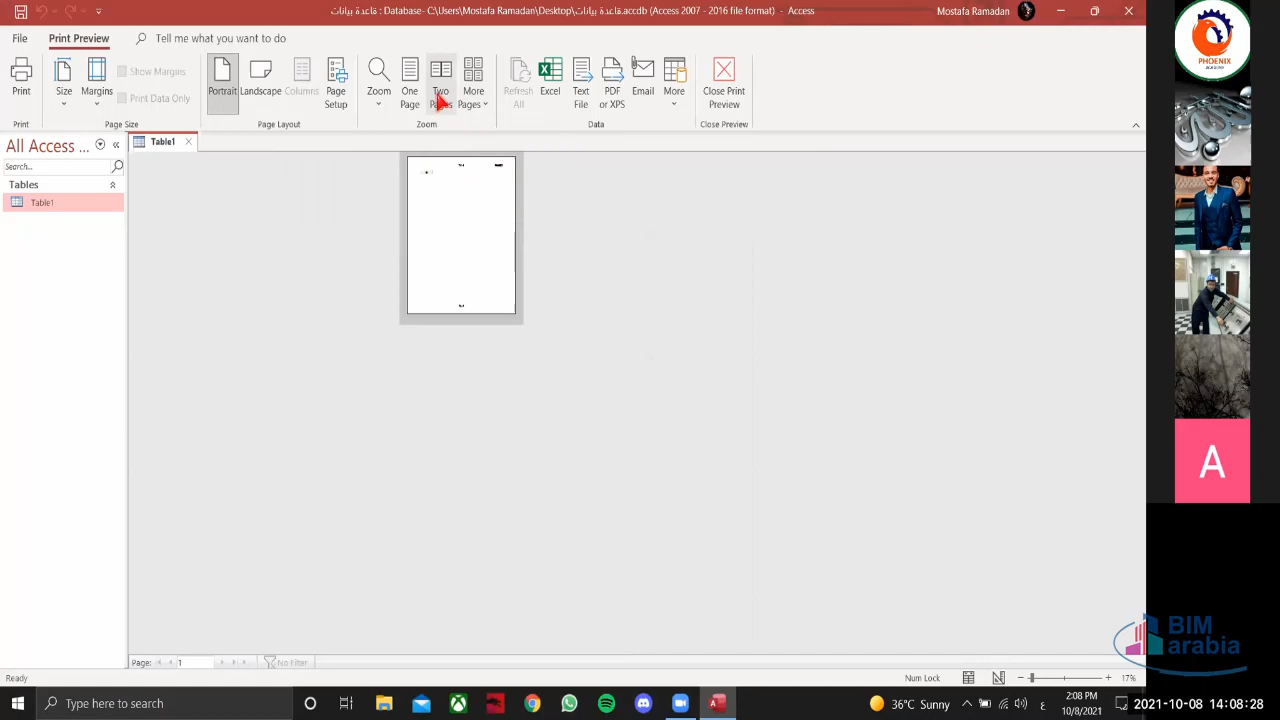 قاعدة بيانات : Database- C:\Users\Mostafa Ramadan\Desktop\قاعدة بيانات.accdb (Access 2007 - 2016 file format) - Access
Mostafa Ramadan
File
Print Preview
Tell me what you want to do
Print
Size
Margins
Show Margins
Print Data Only
Portrait
Landscape
Columns
Page Setup
Zoom
One Page
Two Pages
More Pages
Refresh All
Excel
Text File
PDF or XPS
Email
More
Close Print Preview
Print
Page Size
Page Layout
Zoom
Data
Close Preview
All Access ...
Table1
Search...
Tables
Table1
PHOENIX
A
BIM
arabia
Page: 1
No Filter
Ready
Num Lock
17%
Type here to search
36°C Sunny
ع
2:08 PM
10/8/2021
2021-10-08 14:08:28